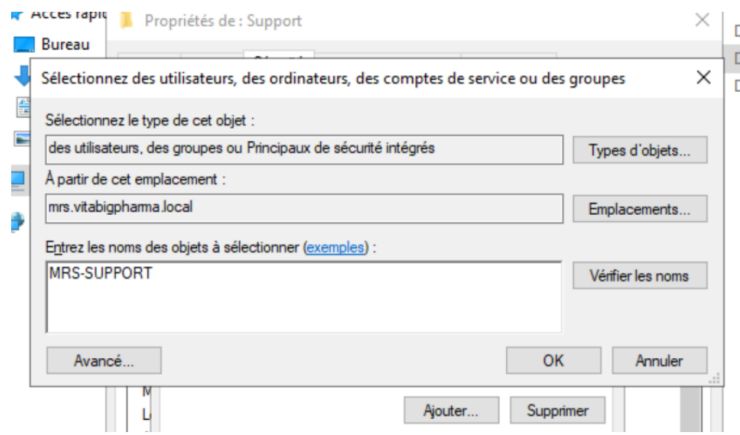 Accès rapide
Propriétés de : Support
Bureau
Sélectionnez des utilisateurs, des ordinateurs, des comptes de service ou des groupes
Sélectionnez le type de cet objet :
des utilisateurs, des groupes ou Principaux de sécurité intégrés
Types d'objets...
À partir de cet emplacement :
mrs.vitabigpharma.local
Emplacements...
Entrez les noms des objets à sélectionner (exemples) :
MRS-SUPPORT
Vérifier les noms
Avancé...
OK
Annuler
Ajouter...
Supprimer